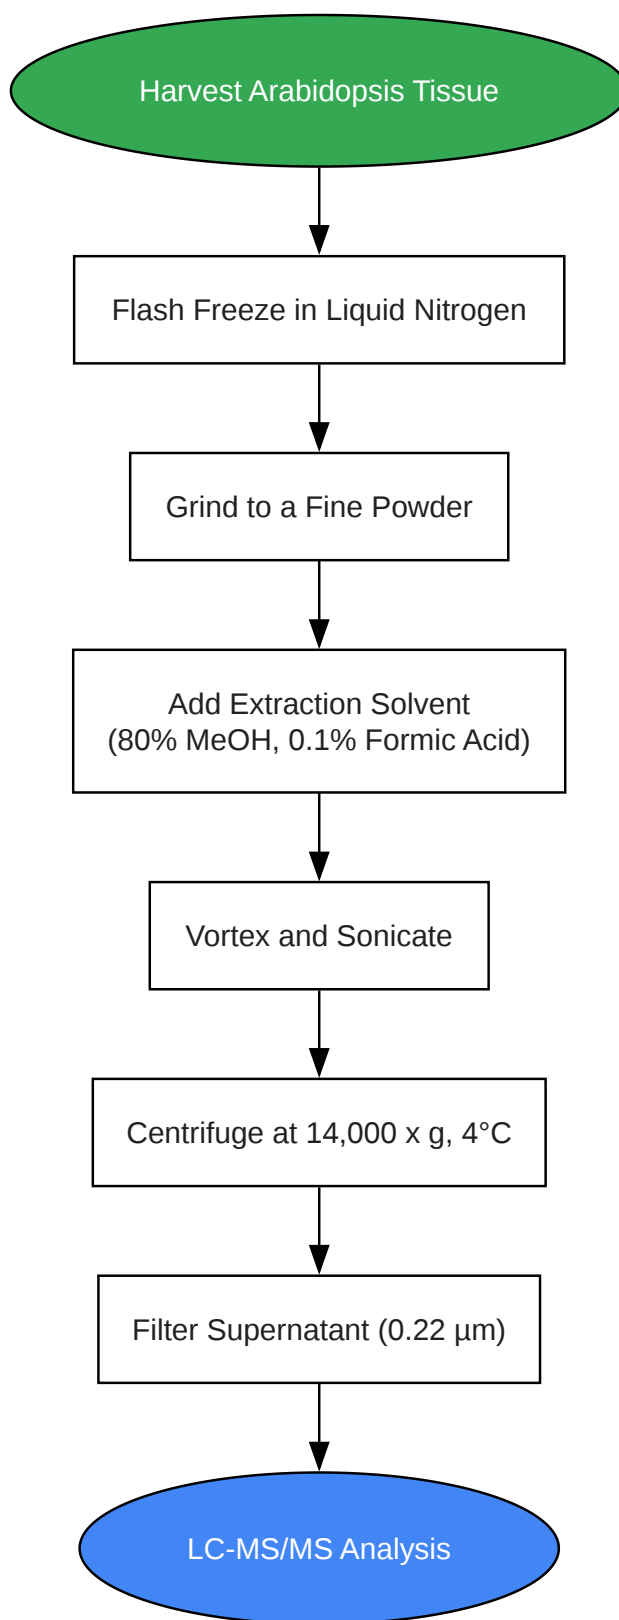 Harvest Arabidopsis Tissue
Flash Freeze in Liquid Nitrogen
Grind to a Fine Powder
Add Extraction Solvent
(80% MeOH, 0.1% Formic Acid)
Vortex and Sonicate
Centrifuge at 14,000 x g, 4°C
Filter Supernatant (0.22 µm)
LC-MS/MS Analysis